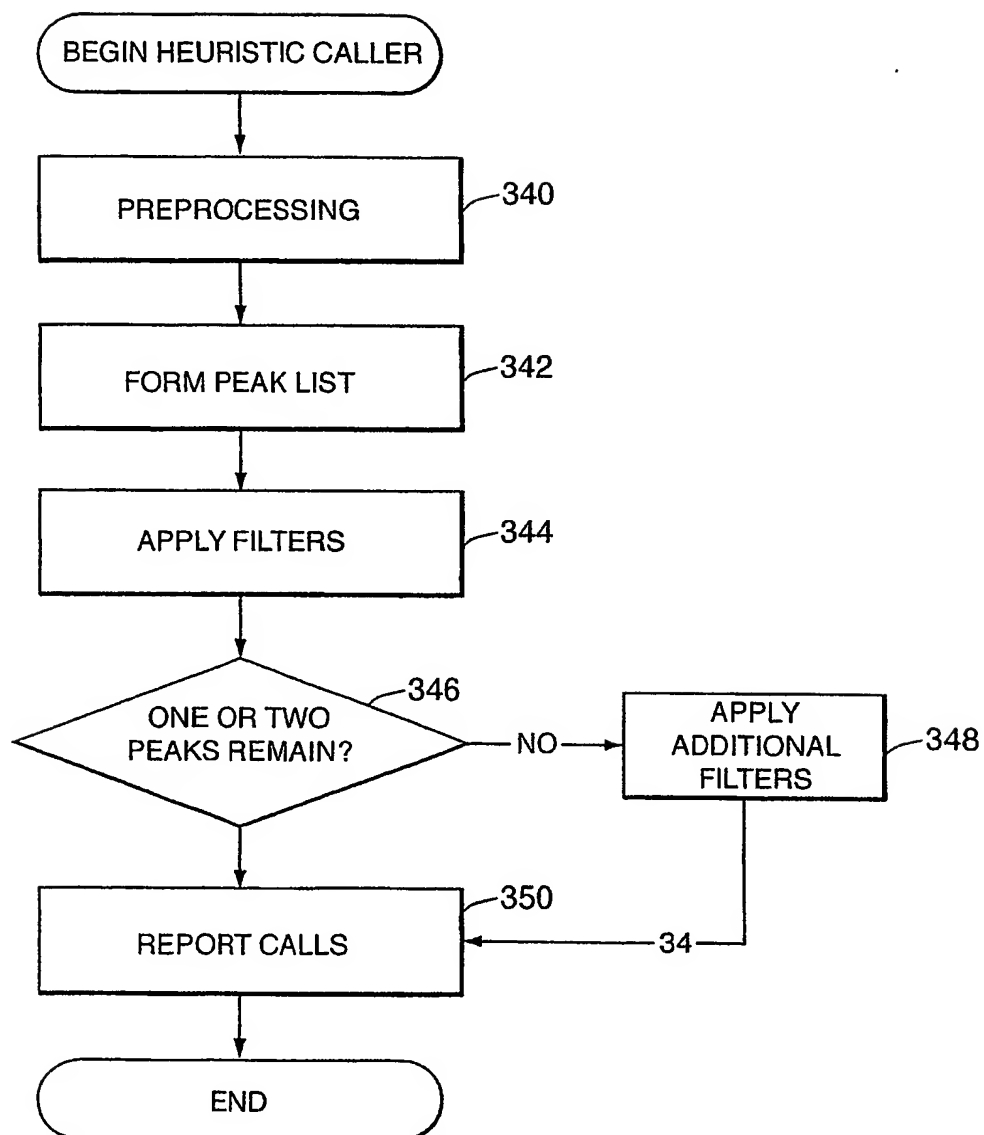 BEGIN HEURISTIC CALLER
PREPROCESSING
340
FORM PEAK LIST
342
APPLY FILTERS
344
ONE OR TWO
PEAKS REMAIN?
346
NO
APPLY
ADDITIONAL
FILTERS
348
REPORT CALLS
350
34
END